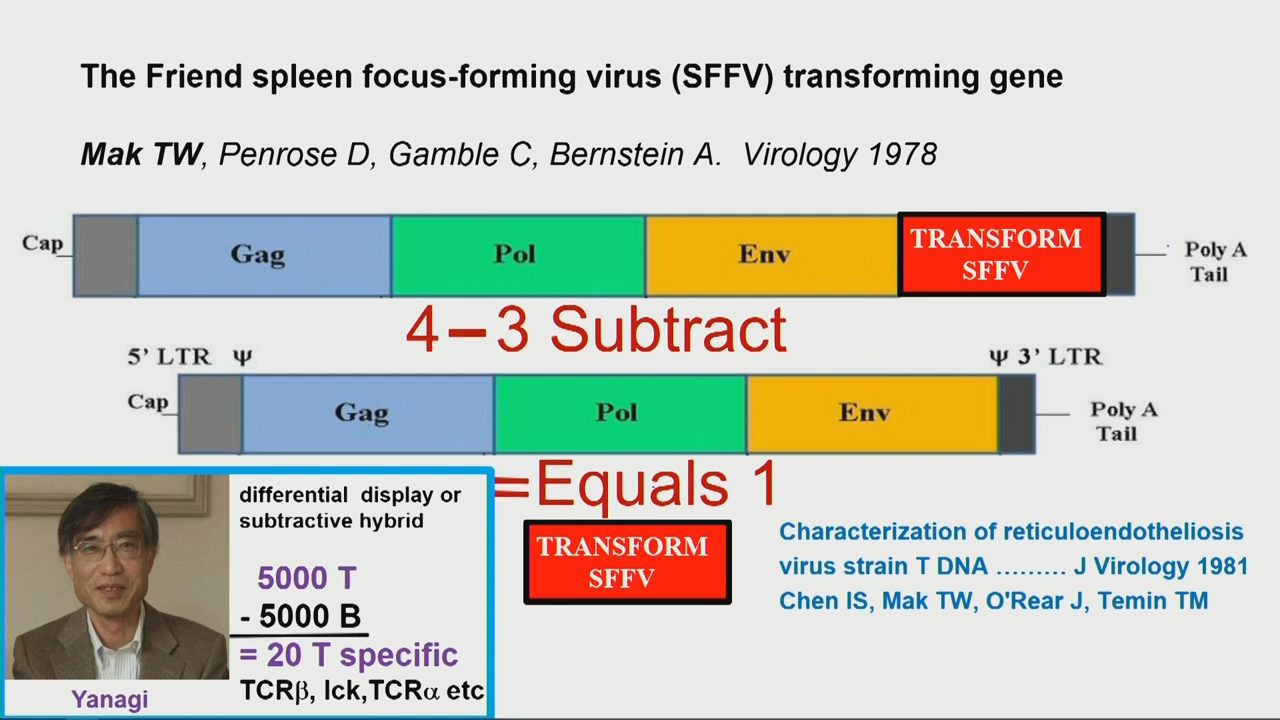 The Friend spleen focus-forming virus (SFFV) transforming gene
Mak TW, Penrose D, Gamble C, Bernstein A. Virology 1978
Cap
Gag
Pol
Env
TRANSFORM
SFFV
Poly A
Tail
4–3 Subtract
5' LTR ψ
ψ 3' LTR
Cap
Gag
Pol
Env
Poly A
Tail
=Equals 1
TRANSFORM
SFFV
differential display or
subtractive hybrid
5000 T
- 5000 B
= 20 T specific
TCRβ, lck,TCRα etc
Yanagi
Characterization of reticuloendotheliosis
virus strain T DNA ......... J Virology 1981
Chen IS, Mak TW, O'Rear J, Temin TM